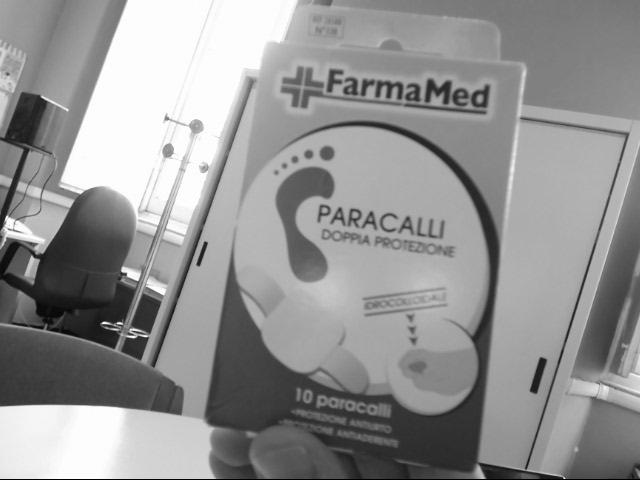 FarmaMed
PARACALLI
DOPPIA PROTEZIONE
IDROCOLLOIDALE
10 paracalli
•PROTEZIONE ANTIURTO
•PROTEZIONE ANTIADERENTE